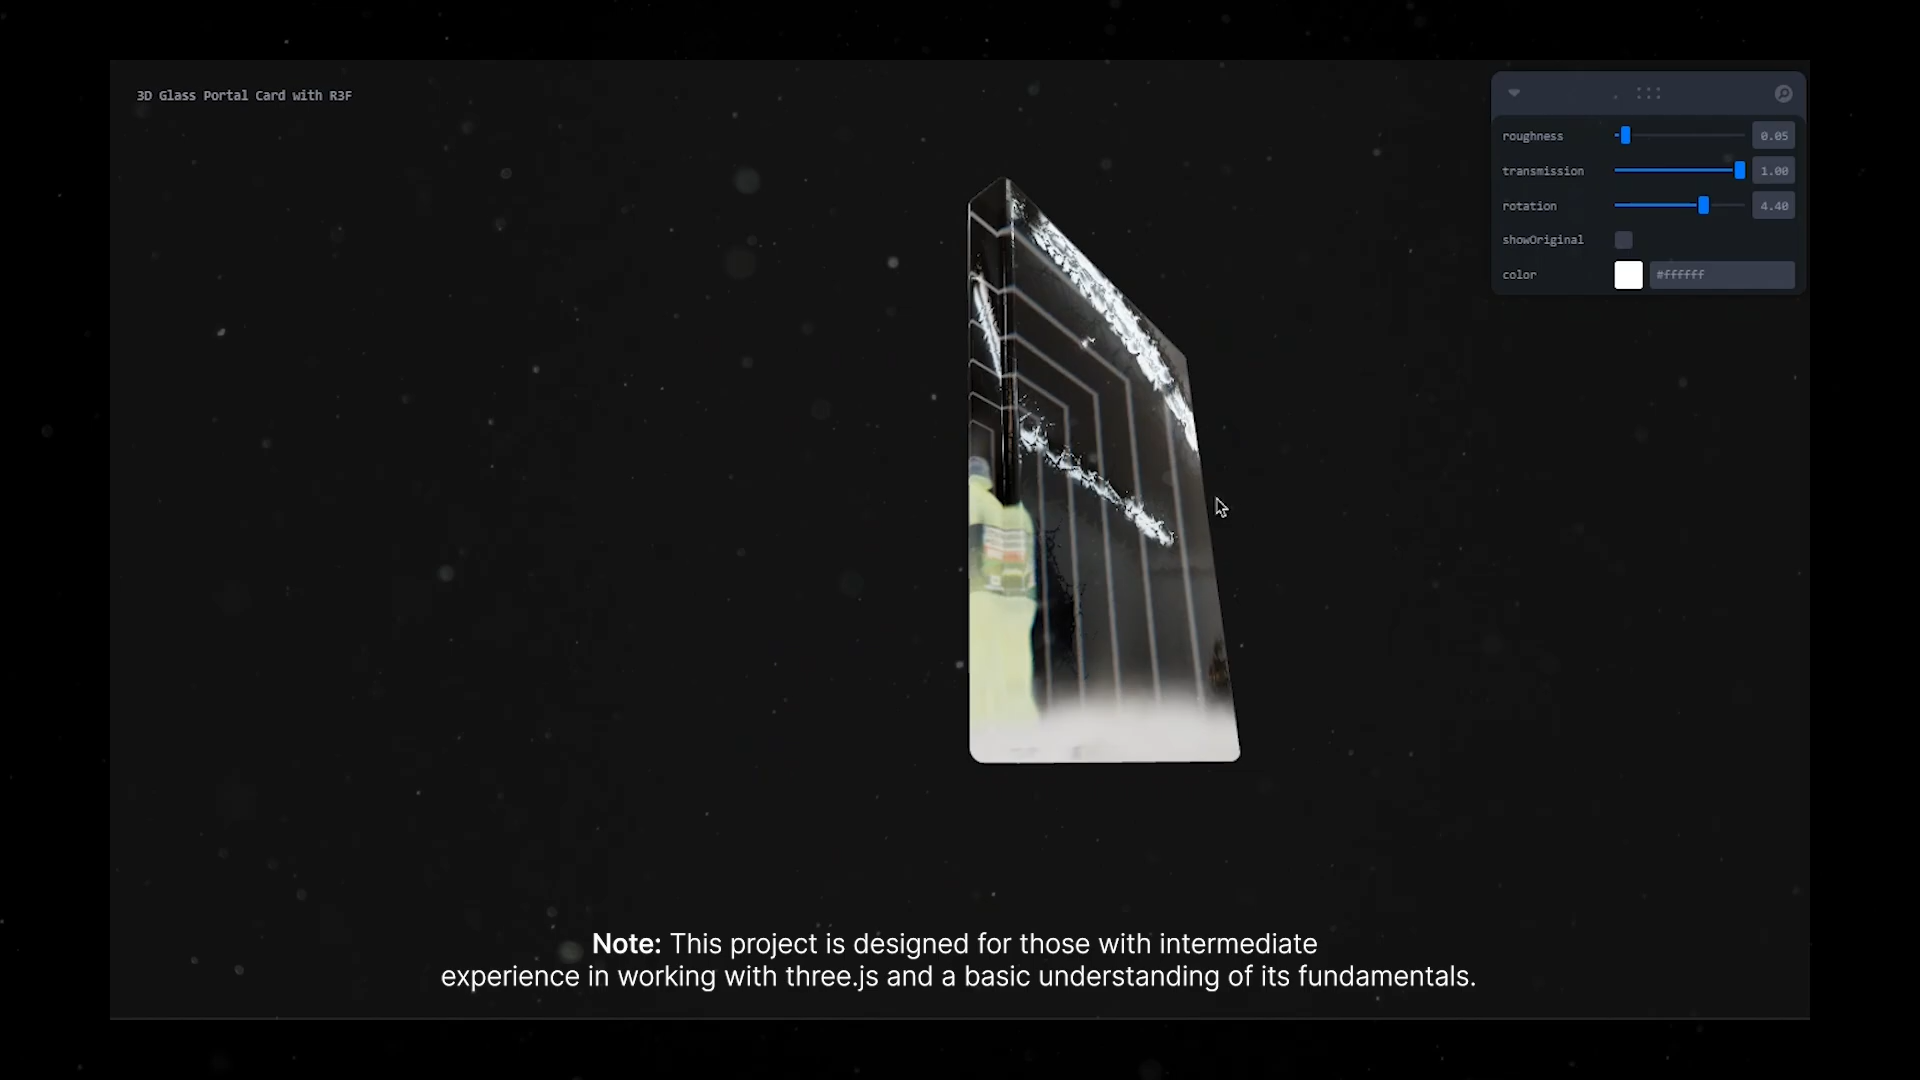 3D Glass Portal Card with R3F
roughness 0.05
transmission 1.00
rotation 4.40
showOriginal
color #ffffff
Note: This project is designed for those with intermediate
experience in working with three.js and a basic understanding of its fundamentals.